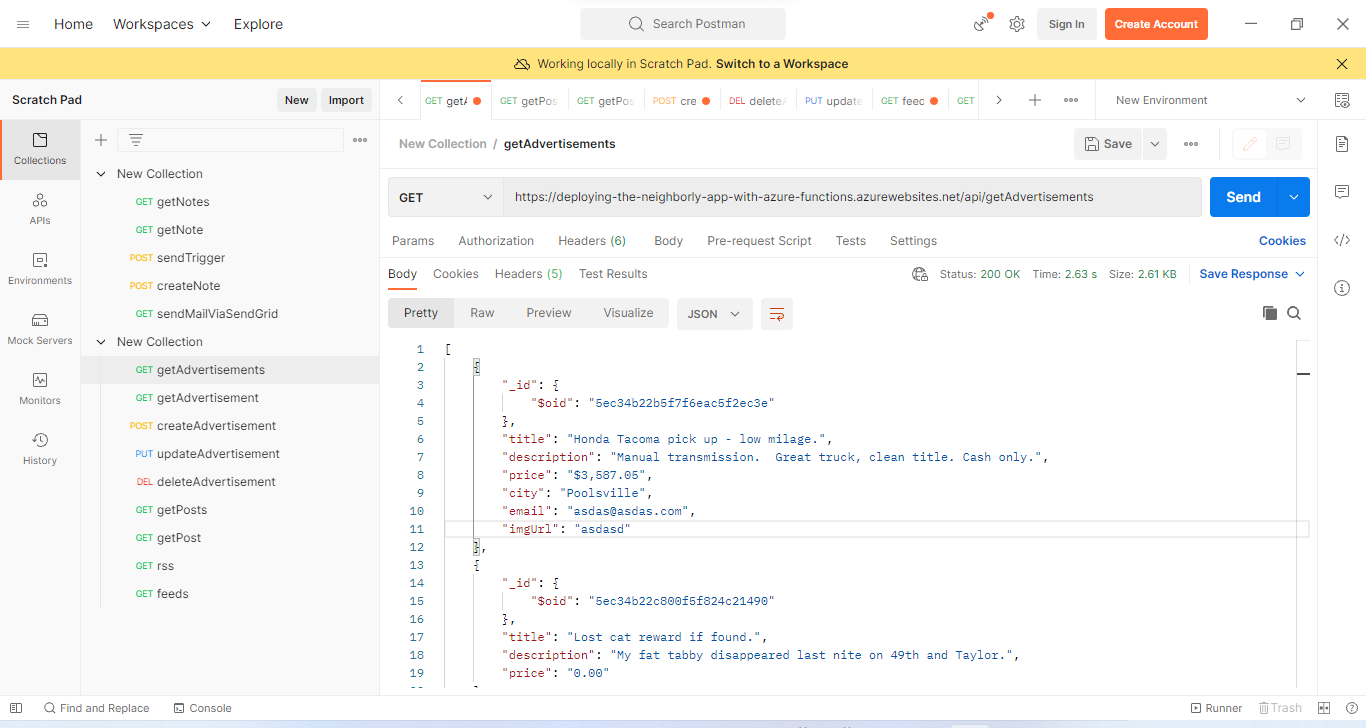 Home Workspaces Explore Search Postman Sign In Create Account
Working locally in Scratch Pad. Switch to a Workspace
Scratch Pad New Import
GET getA GET getPos GET getPos POST cre DEL deleteA PUT update GET feed GET New Environment
Collections
APIs
Environments
Mock Servers
Monitors
History
New Collection
GET getNotes
GET getNote
POST sendTrigger
POST createNote
GET sendMailViaSendGrid
New Collection
GET getAdvertisements
GET getAdvertisement
POST createAdvertisement
PUT updateAdvertisement
DEL deleteAdvertisement
GET getPosts
GET getPost
GET rss
GET feeds
New Collection / getAdvertisements Save
GET https://deploying-the-neighborly-app-with-azure-functions.azurewebsites.net/api/getAdvertisements Send
Params Authorization Headers (6) Body Pre-request Script Tests Settings Cookies
Body Cookies Headers (5) Test Results Status: 200 OK Time: 2.63 s Size: 2.61 KB Save Response
Pretty Raw Preview Visualize JSON
1 [
2 {
3 "_id": {
4 "$oid": "5ec34b22b5f7f6eac5f2ec3e"
5 },
6 "title": "Honda Tacoma pick up - low milage.",
7 "description": "Manual transmission.  Great truck, clean title. Cash only.",
8 "price": "$3,587.05",
9 "city": "Poolsville",
10 "email": "asdas@asdas.com",
11 "imgUrl": "asdasd"
12 },
13 {
14 "_id": {
15 "$oid": "5ec34b22c800f5f824c21490"
16 },
17 "title": "Lost cat reward if found.",
18 "description": "My fat tabby disappeared last nite on 49th and Taylor.",
19 "price": "0.00"
Find and Replace Console Runner Trash